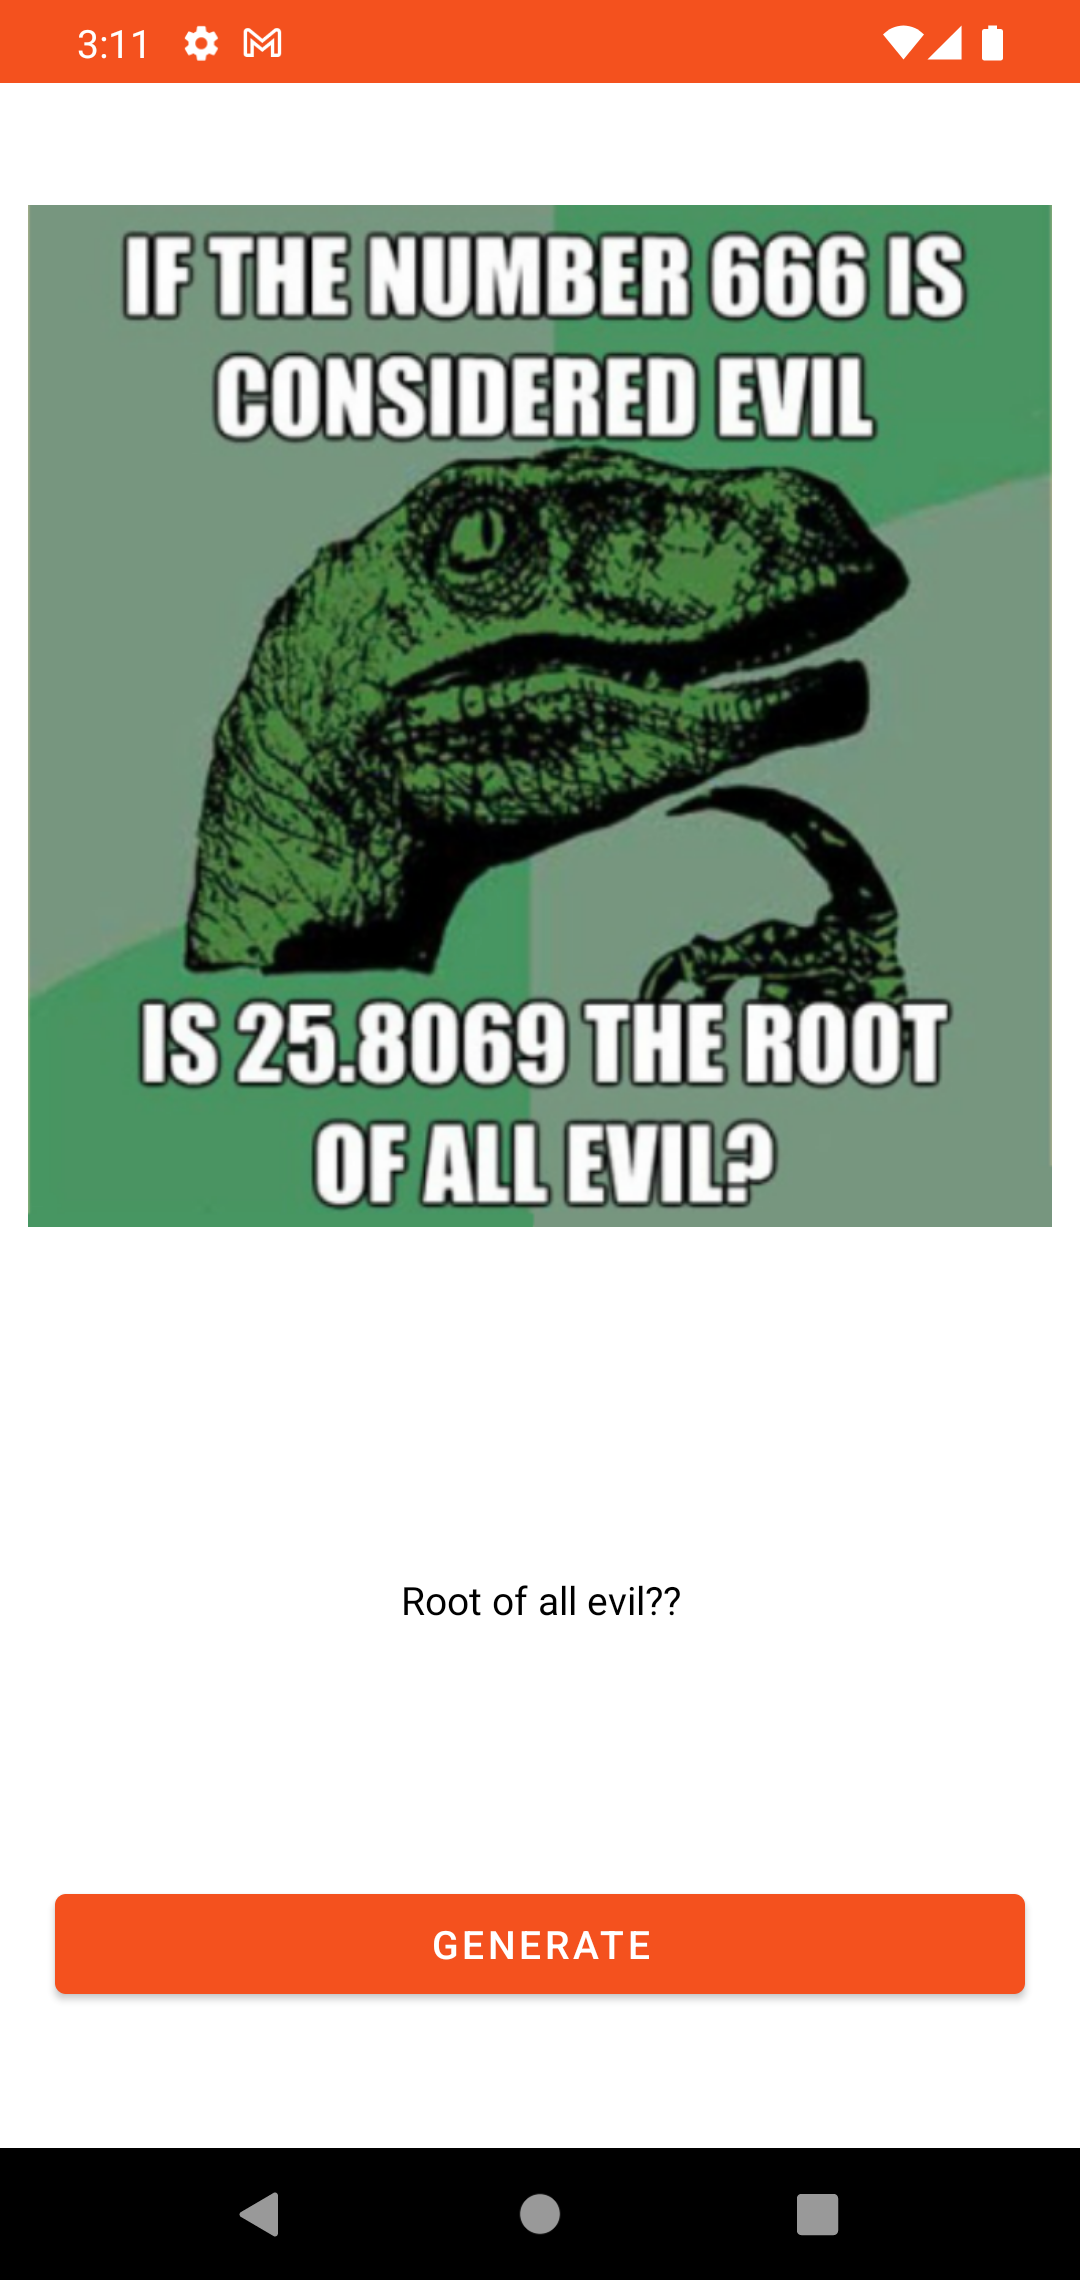 3:11
IF THE NUMBER 666 IS
CONSIDERED EVIL
IS 25.8069 THE ROOT
OF ALL EVIL?
Root of all evil??
GENERATE